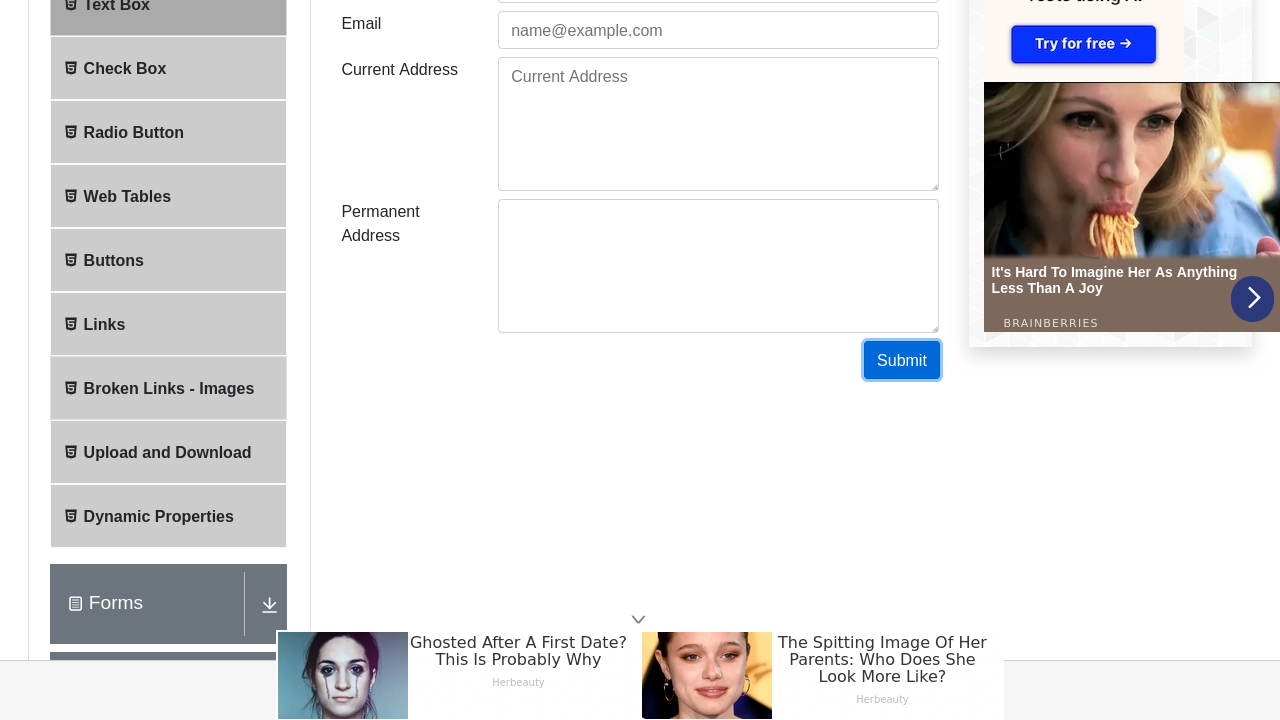 Text Box
Check Box
Radio Button
Web Tables
Buttons
Links
Broken Links - Images
Upload and Download
Dynamic Properties
Forms
Email
name@example.com
Current Address
Current Address
Permanent
Address
Submit
Try for free →
It's Hard To Imagine Her As Anything
Less Than A Joy
BRAINBERRIES
Ghosted After A First Date?
This Is Probably Why
Herbeauty
The Spitting Image Of Her
Parents: Who Does She
Look More Like?
Herbeauty